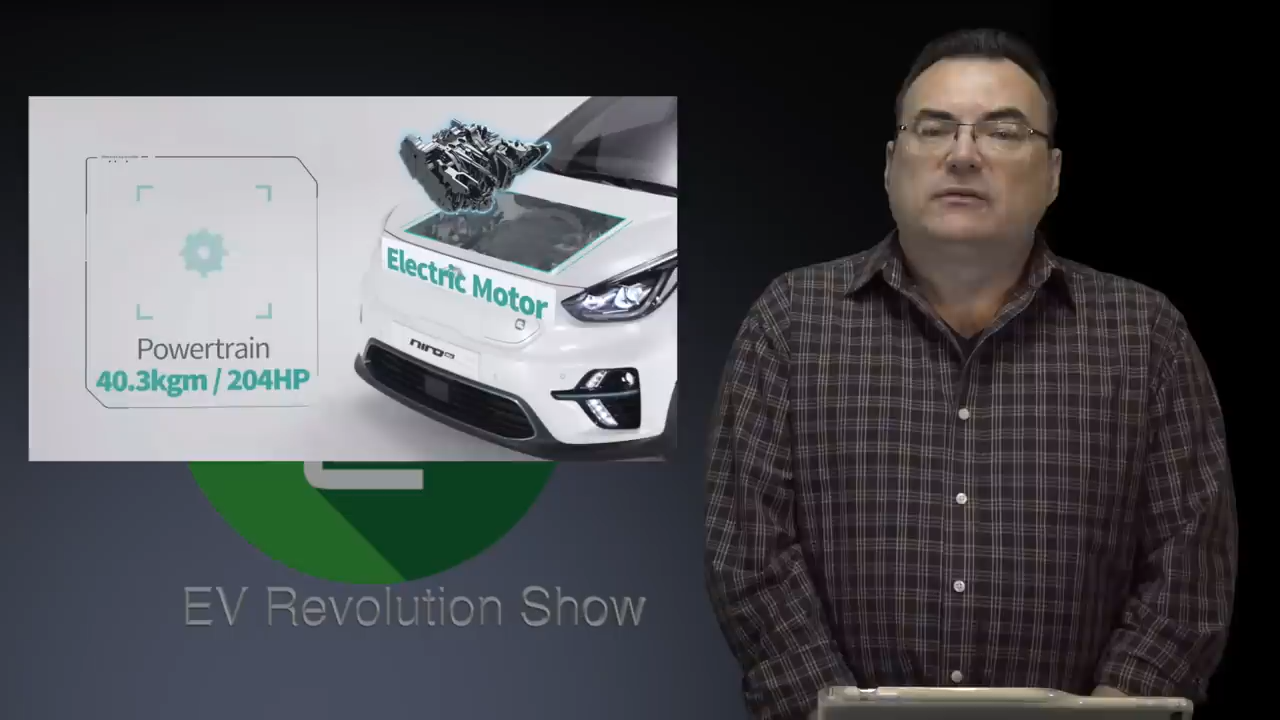 Electric Motor
niro
Powertrain
40.3kgm / 204HP
EV Revolution Show